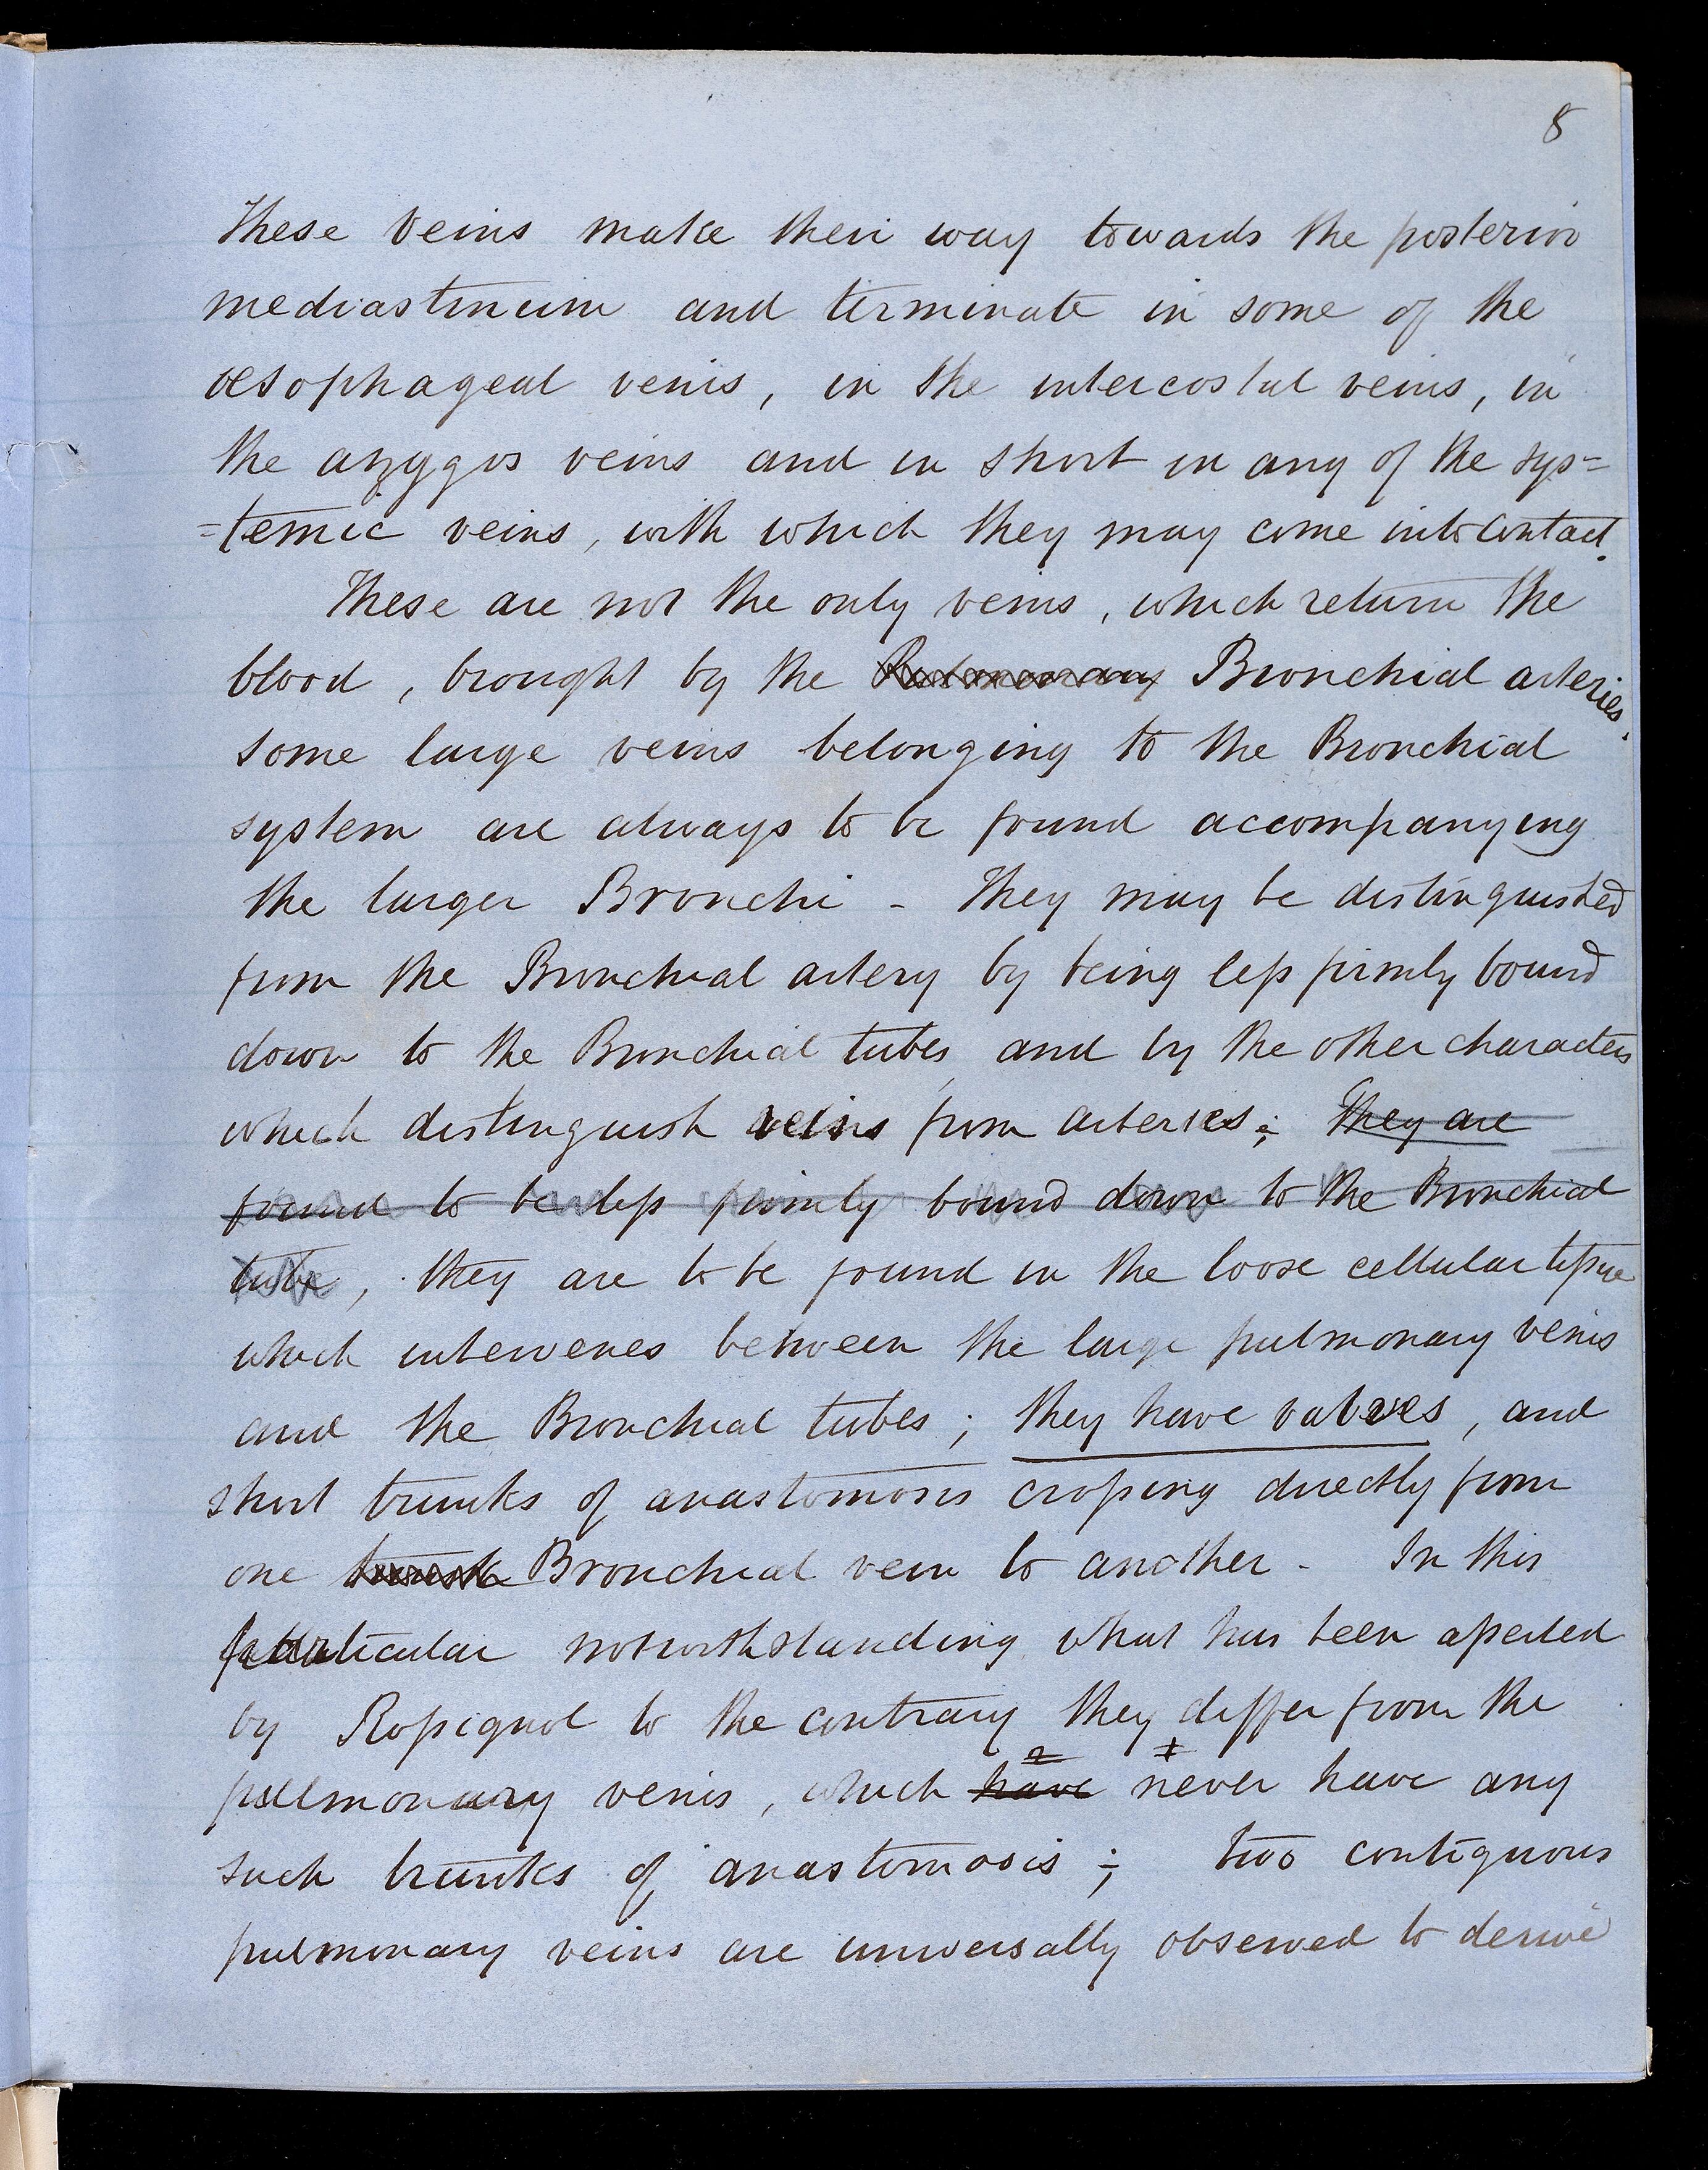 8
These veins make their way towards the posterior
mediastinum and terminate in some of the
œsophageal veins, in the intercostal veins, in
the azygos veins and in short in any of the sys=
=temic veins, with which they may come into contact.
These are not the only veins, which return the
blood, brought by the Pulmonary Bronchial arteries.
some large veins belonging to the Bronchial
system are always to be found accompanying
the larger Bronchi - They may be distinguished
from the Bronchial artery by being less firmly bound
down to the Bronchial tubes, and by the other characters
which distinguish veins from arteries; They are
found to be less firmly bound down to the Bronchial
tube, they are to be found in the loose cellular tissue
which intervenes between the large pulmonary veins
and the Bronchial tubes; they have valves, and
short trunks of anastomosis crossing directly from
one trunk Bronchial vein to another - In this
particular notwithstanding what has been asserted
by Rossignol to the contrary they differ from the
pulmonary veins, which have never have any
such trunks of anastomosis; two contiguous
pulmonary veins are universally observed to derive